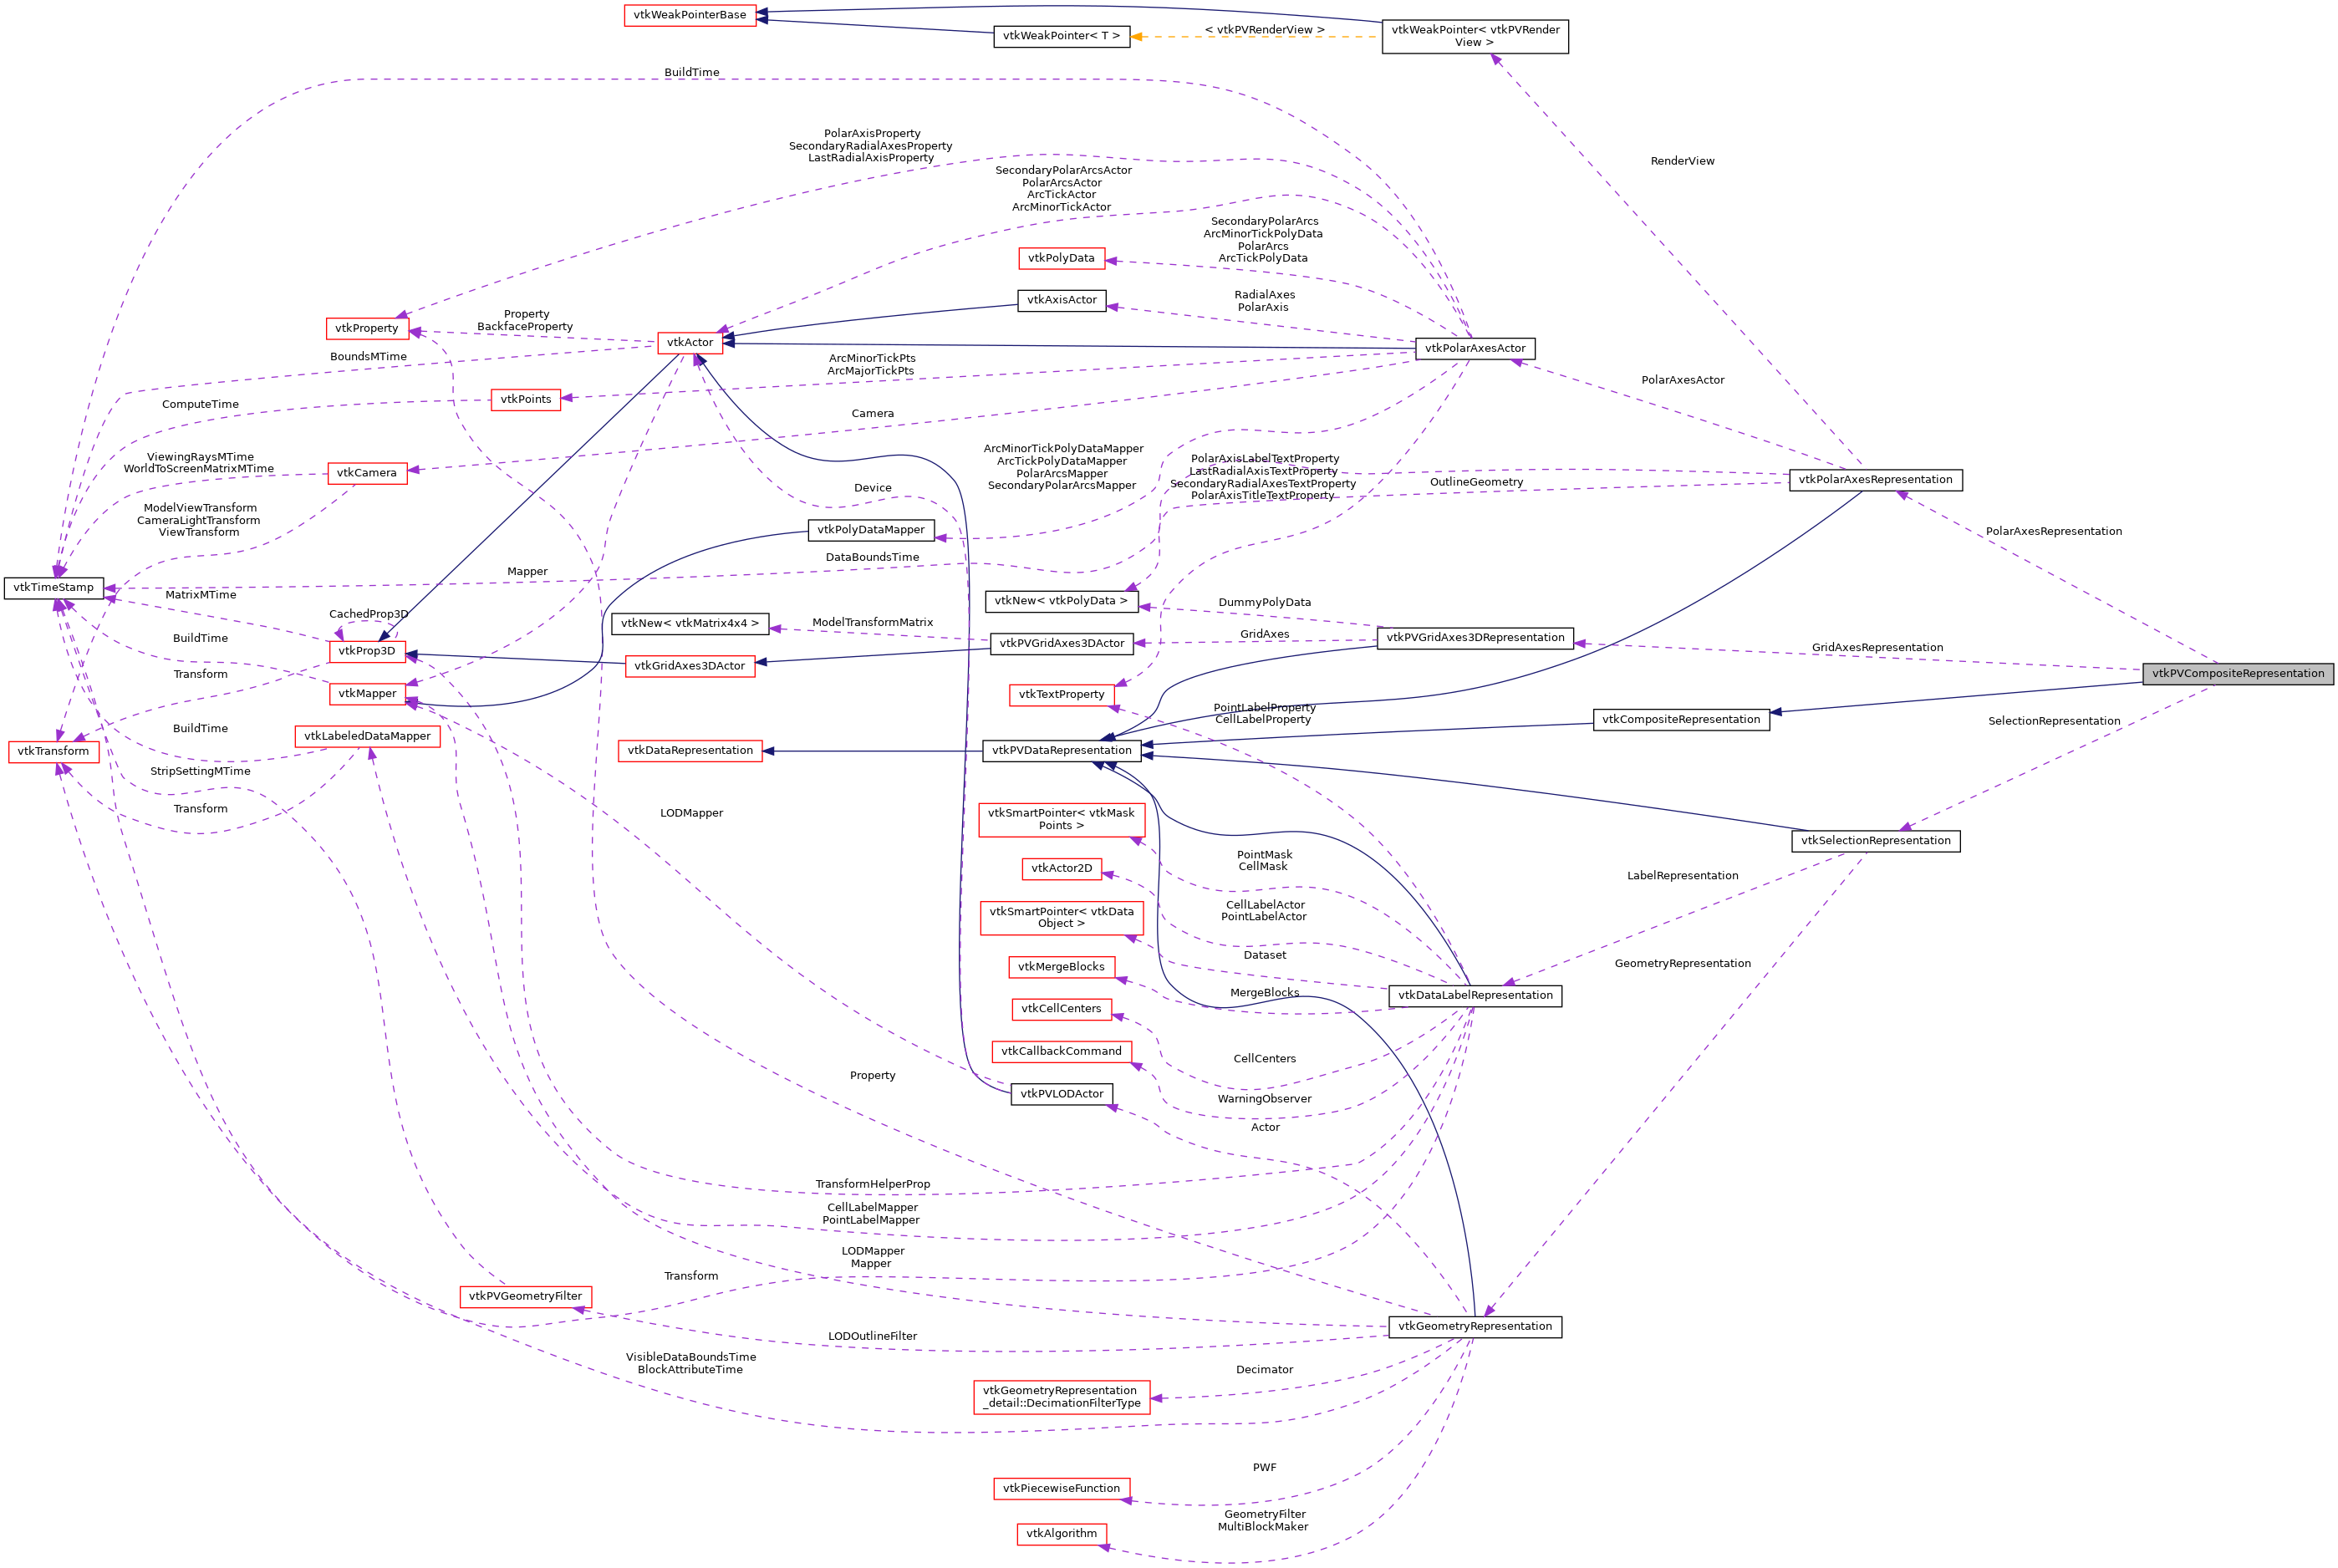 vtkWeakPointerBase
vtkWeakPointer< T >
< vtkPVRenderView >
vtkWeakPointer< vtkPVRender
View >
BuildTime
PolarAxisProperty
SecondaryRadialAxesProperty
LastRadialAxisProperty
RenderView
SecondaryPolarArcsActor
PolarArcsActor
ArcTickActor
ArcMinorTickActor
SecondaryPolarArcs
ArcMinorTickPolyData
PolarArcs
ArcTickPolyData
vtkPolyData
vtkAxisActor
RadialAxes
PolarAxis
vtkProperty
Property
BackfaceProperty
vtkActor
vtkPolarAxesActor
BoundsMTime
ArcMinorTickPts
ArcMajorTickPts
PolarAxesActor
vtkPoints
ComputeTime
Camera
ViewingRaysMTime
WorldToScreenMatrixMTime
vtkCamera
ArcMinorTickPolyDataMapper
ArcTickPolyDataMapper
PolarArcsMapper
SecondaryPolarArcsMapper
PolarAxisLabelTextProperty
LastRadialAxisTextProperty
SecondaryRadialAxesTextProperty
PolarAxisTitleTextProperty
OutlineGeometry
vtkPolarAxesRepresentation
Device
ModelViewTransform
CameraLightTransform
ViewTransform
vtkPolyDataMapper
PolarAxesRepresentation
DataBoundsTime
Mapper
vtkTimeStamp
MatrixMTime
CachedProp3D
vtkNew< vtkPolyData >
DummyPolyData
vtkNew< vtkMatrix4x4 >
ModelTransformMatrix
vtkPVGridAxes3DActor
GridAxes
vtkPVGridAxes3DRepresentation
GridAxesRepresentation
BuildTime
vtkProp3D
vtkGridAxes3DActor
Transform
vtkPVCompositeRepresentation
vtkMapper
vtkTextProperty
PointLabelProperty
CellLabelProperty
vtkCompositeRepresentation
SelectionRepresentation
BuildTime
vtkLabeledDataMapper
vtkTransform
vtkDataRepresentation
vtkPVDataRepresentation
StripSettingMTime
Transform
LODMapper
vtkSmartPointer< vtkMask
Points >
vtkSelectionRepresentation
PointMask
CellMask
vtkActor2D
LabelRepresentation
CellLabelActor
PointLabelActor
vtkSmartPointer< vtkData
Object >
Dataset
vtkMergeBlocks
GeometryRepresentation
MergeBlocks
vtkDataLabelRepresentation
vtkCellCenters
vtkCallbackCommand
CellCenters
Property
vtkPVLODActor
WarningObserver
Actor
TransformHelperProp
CellLabelMapper
PointLabelMapper
LODMapper
Mapper
Transform
vtkPVGeometryFilter
vtkGeometryRepresentation
LODOutlineFilter
VisibleDataBoundsTime
BlockAttributeTime
Decimator
vtkGeometryRepresentation
_detail::DecimationFilterType
PWF
vtkPiecewiseFunction
GeometryFilter
MultiBlockMaker
vtkAlgorithm